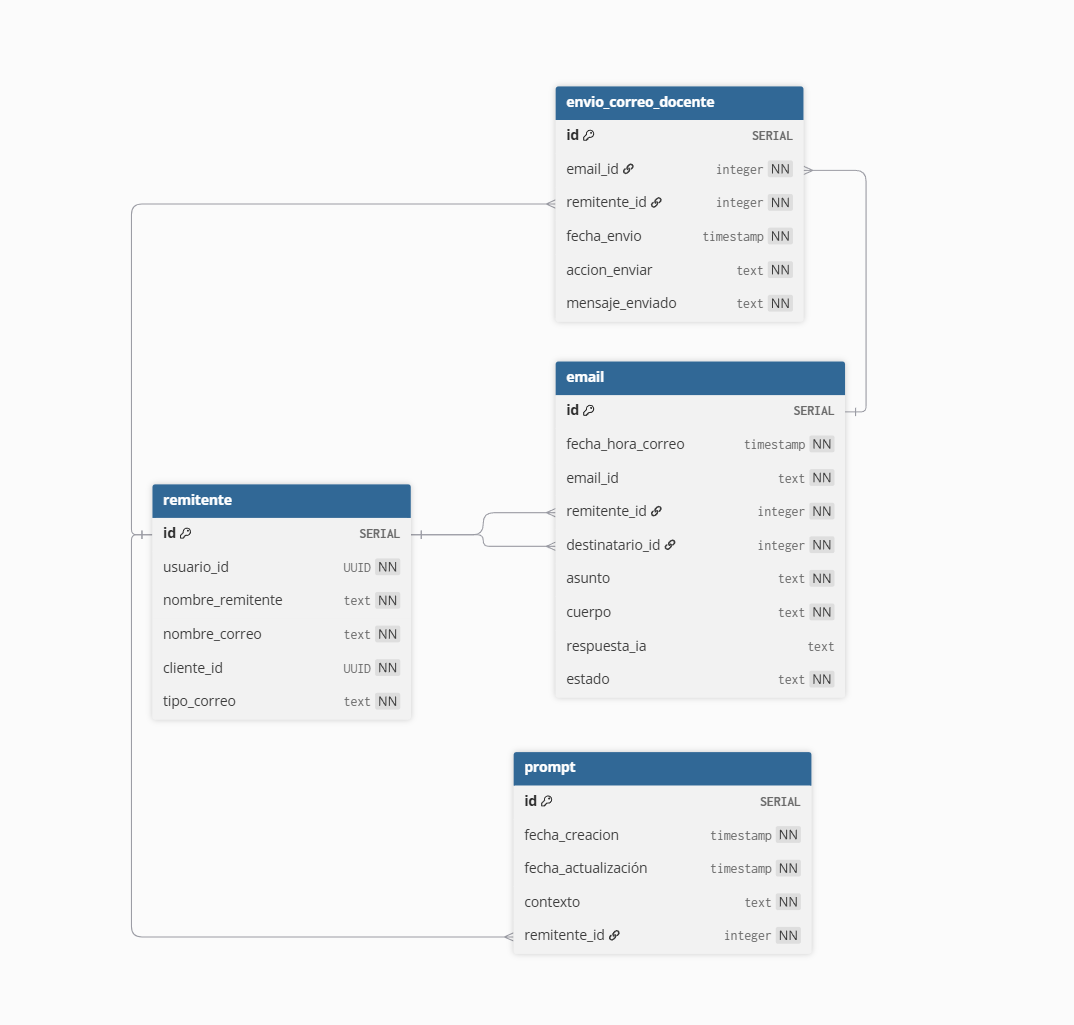 envio_correo_docente
id SERIAL
email_id integer NN
remitente_id integer NN
fecha_envio timestamp NN
accion_enviar text NN
mensaje_enviado text NN
email
id SERIAL
fecha_hora_correo timestamp NN
email_id text NN
remitente_id integer NN
destinatario_id integer NN
asunto text NN
cuerpo text NN
respuesta_ia text
estado text NN
remitente
id SERIAL
usuario_id UUID NN
nombre_remitente text NN
nombre_correo text NN
cliente_id UUID NN
tipo_correo text NN
prompt
id SERIAL
fecha_creacion timestamp NN
fecha_actualización timestamp NN
contexto text NN
remitente_id integer NN